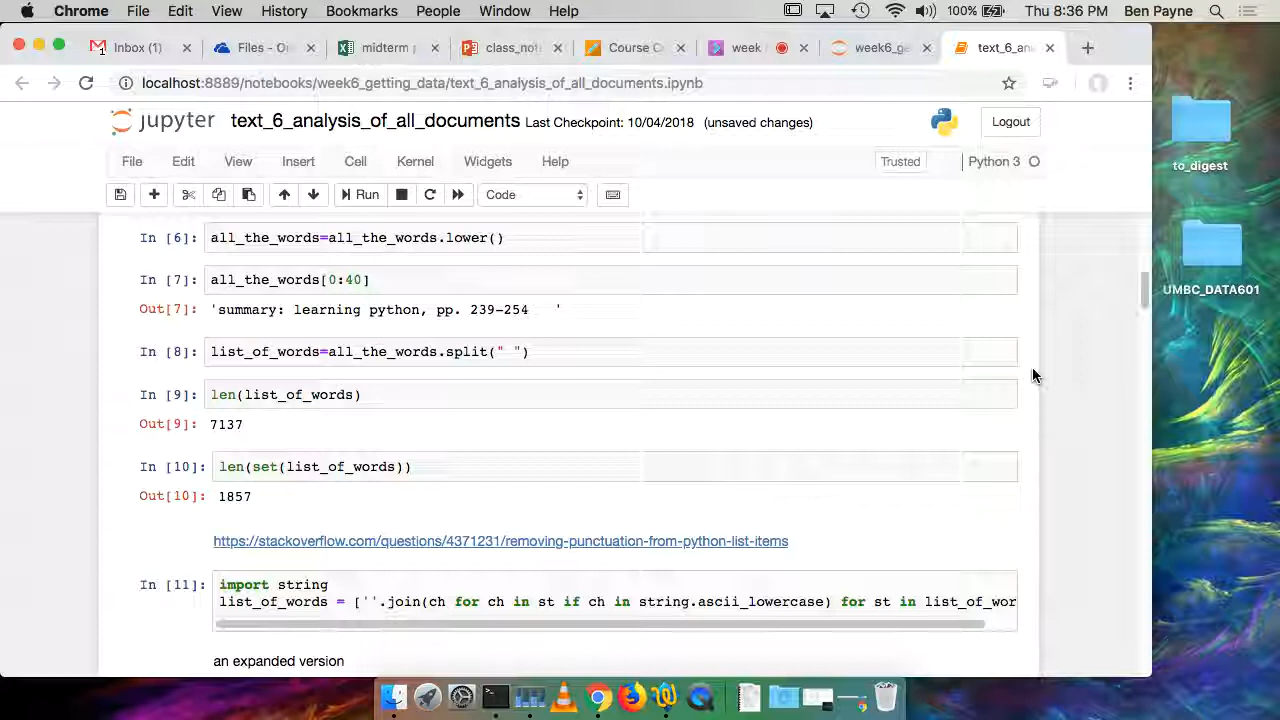 Chrome File Edit View History Bookmarks People Window Help 100% Thu 8:36 PM Ben Payne
Inbox (1) Files - O midterm class_not Course C week week6_ge text_6_an
localhost:8889/notebooks/week6_getting_data/text_6_analysis_of_all_documents.ipynb
jupyter text_6_analysis_of_all_documents Last Checkpoint: 10/04/2018 (unsaved changes) Logout
File Edit View Insert Cell Kernel Widgets Help Trusted Python 3
Run Code
to_digest
UMBC_DATA601
In [6]: all_the_words=all_the_words.lower()
In [7]: all_the_words[0:40]
Out[7]: 'summary: learning python, pp. 239-254   '
In [8]: list_of_words=all_the_words.split(" ")
In [9]: len(list_of_words)
Out[9]: 7137
In [10]: len(set(list_of_words))
Out[10]: 1857
https://stackoverflow.com/questions/4371231/removing-punctuation-from-python-list-items
In [11]: import string
list_of_words = [''.join(ch for ch in st if ch in string.ascii_lowercase) for st in list_of_wor
an expanded version